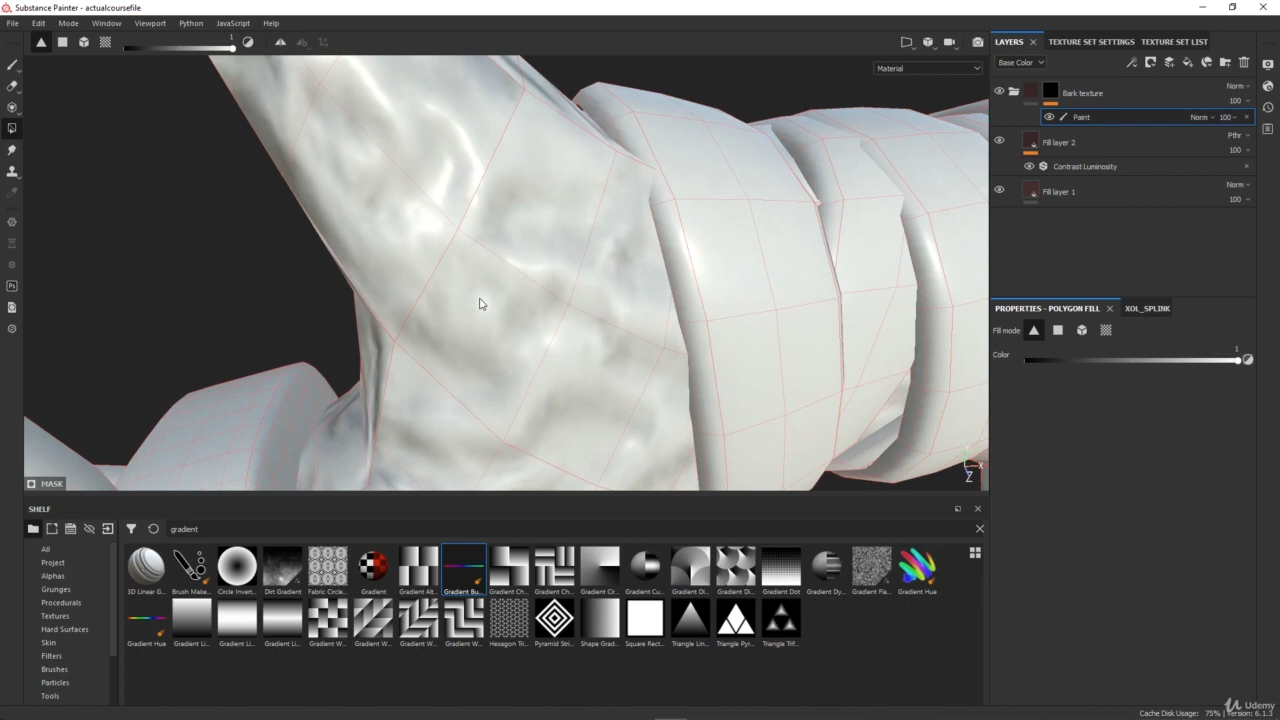 Substance Painter - actualcoursefile
File Edit Mode Window Viewport Python JavaScript Help
1
LAYERS TEXTURE SET SETTINGS TEXTURE SET LIST
Base Color
Material
Bark texture Norm
100
Paint Norm 100
Fill layer 2 Pthr
100
Contrast Luminosity
Fill layer 1 Norm
100
PROPERTIES - POLYGON FILL XOL_SPLINK
Fill mode
Color 1
X
Z
MASK
SHELF
gradient
All
Project
Alphas
Grunges
Procedurals
Textures
Hard Surfaces
Skin
Filters
Brushes
Particles
Tools
3D Linear G... Brush Make... Circle Invert... Dirt Gradient Fabric Circle... Gradient Gradient Alt... Gradient Bu... Gradient Ch... Gradient Ch... Gradient Cir... Gradient Cu... Gradient Di... Gradient Di... Gradient Dot Gradient Dy... Gradient Fla... Gradient Hue
Gradient Hue Gradient Li... Gradient Li... Gradient Li... Gradient W... Gradient W... Gradient W... Gradient W... Hexagon Tri... Pyramid Stri... Shape Grad... Square Rect... Triangle Lin... Triangle Pyr... Triangle Trif...
Udemy
Cache Disk Usage: 75% | Version: 6.1.3